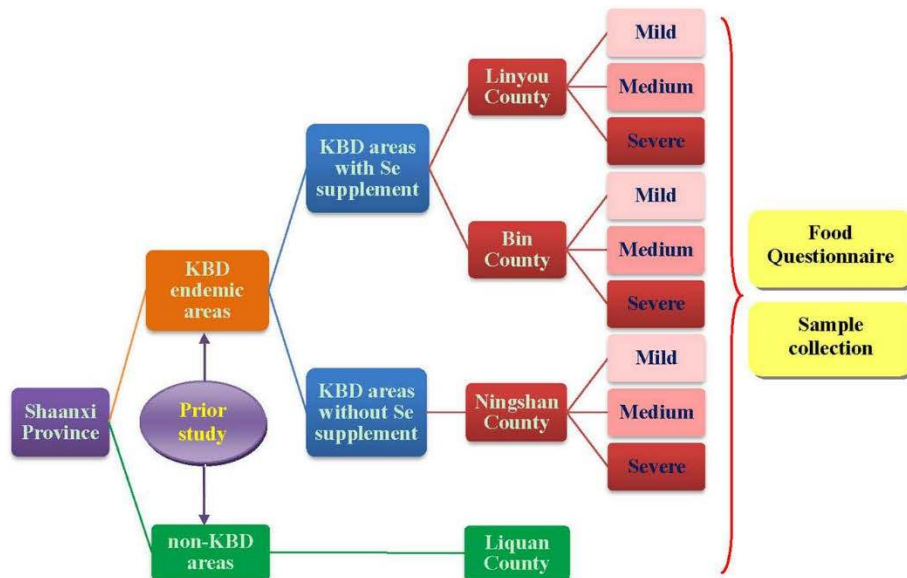 Shaanxi
Province
KBD
endemic
areas
Prior
study
non-KBD
areas
KBD areas
with Se
supplement
KBD areas
without Se
supplement
Linyou
County
Bin
County
Ningshan
County
Liquan
County
Mild
Medium
Severe
Mild
Medium
Severe
Mild
Medium
Severe
Food
Questionnaire
Sample
collection